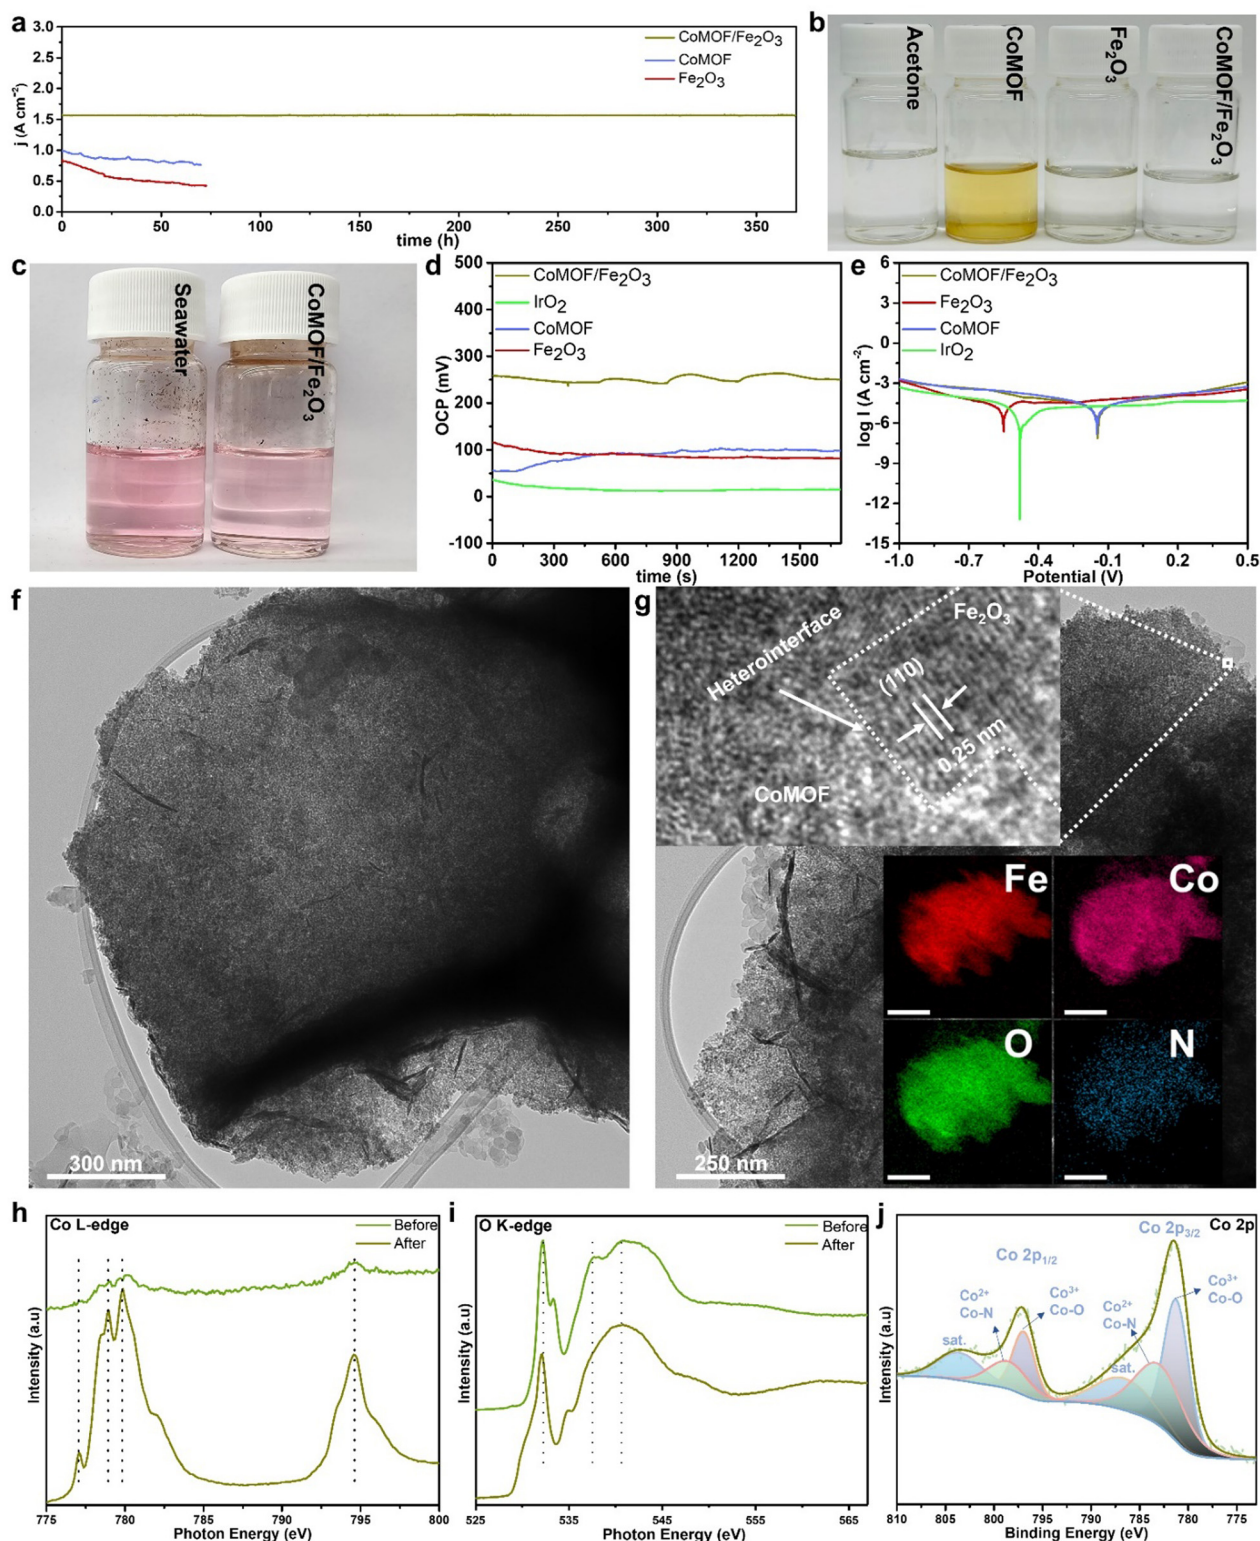 a
3.0
2.5
2.0
1.5
1.0
0.5
0.0
j (A cm⁻²)
CoMOF/Fe₂O₃
CoMOF
Fe₂O₃
0 50 100 150 200 250 300 350
time (h)
b
Acetone
CoMOF
Fe₂O₃
CoMOF/Fe₂O₃
c
Seawater
CoMOF/Fe₂O₃
d
500
400
300
200
100
0
-100
OCP (mV)
CoMOF/Fe₂O₃
IrO₂
CoMOF
Fe₂O₃
0 300 600 900 1200 1500
time (s)
e
6
3
0
-3
-6
-9
-12
-15
log I (A cm⁻²)
CoMOF/Fe₂O₃
Fe₂O₃
CoMOF
IrO₂
-1.0 -0.7 -0.4 -0.1 0.2 0.5
Potential (V)
f
300 nm
g
Fe₂O₃
Heterointerface
(110)
0.25 nm
CoMOF
Fe
Co
O
N
250 nm
h
Co L-edge
Before
After
Intensity (a.u)
775 780 785 790 795 800
Photon Energy (eV)
i
O K-edge
Before
After
Intensity (a.u)
525 535 545 555 565
Photon Energy (eV)
j
Co 2p
Co 2p₃/₂
Co 2p₁/₂
Co³⁺
Co-O
Co²⁺
Co-N
Co³⁺
Co-O
Co²⁺
Co-N
sat.
sat.
Intensity (a.u)
810 805 800 795 790 785 780 775
Binding Energy (eV)